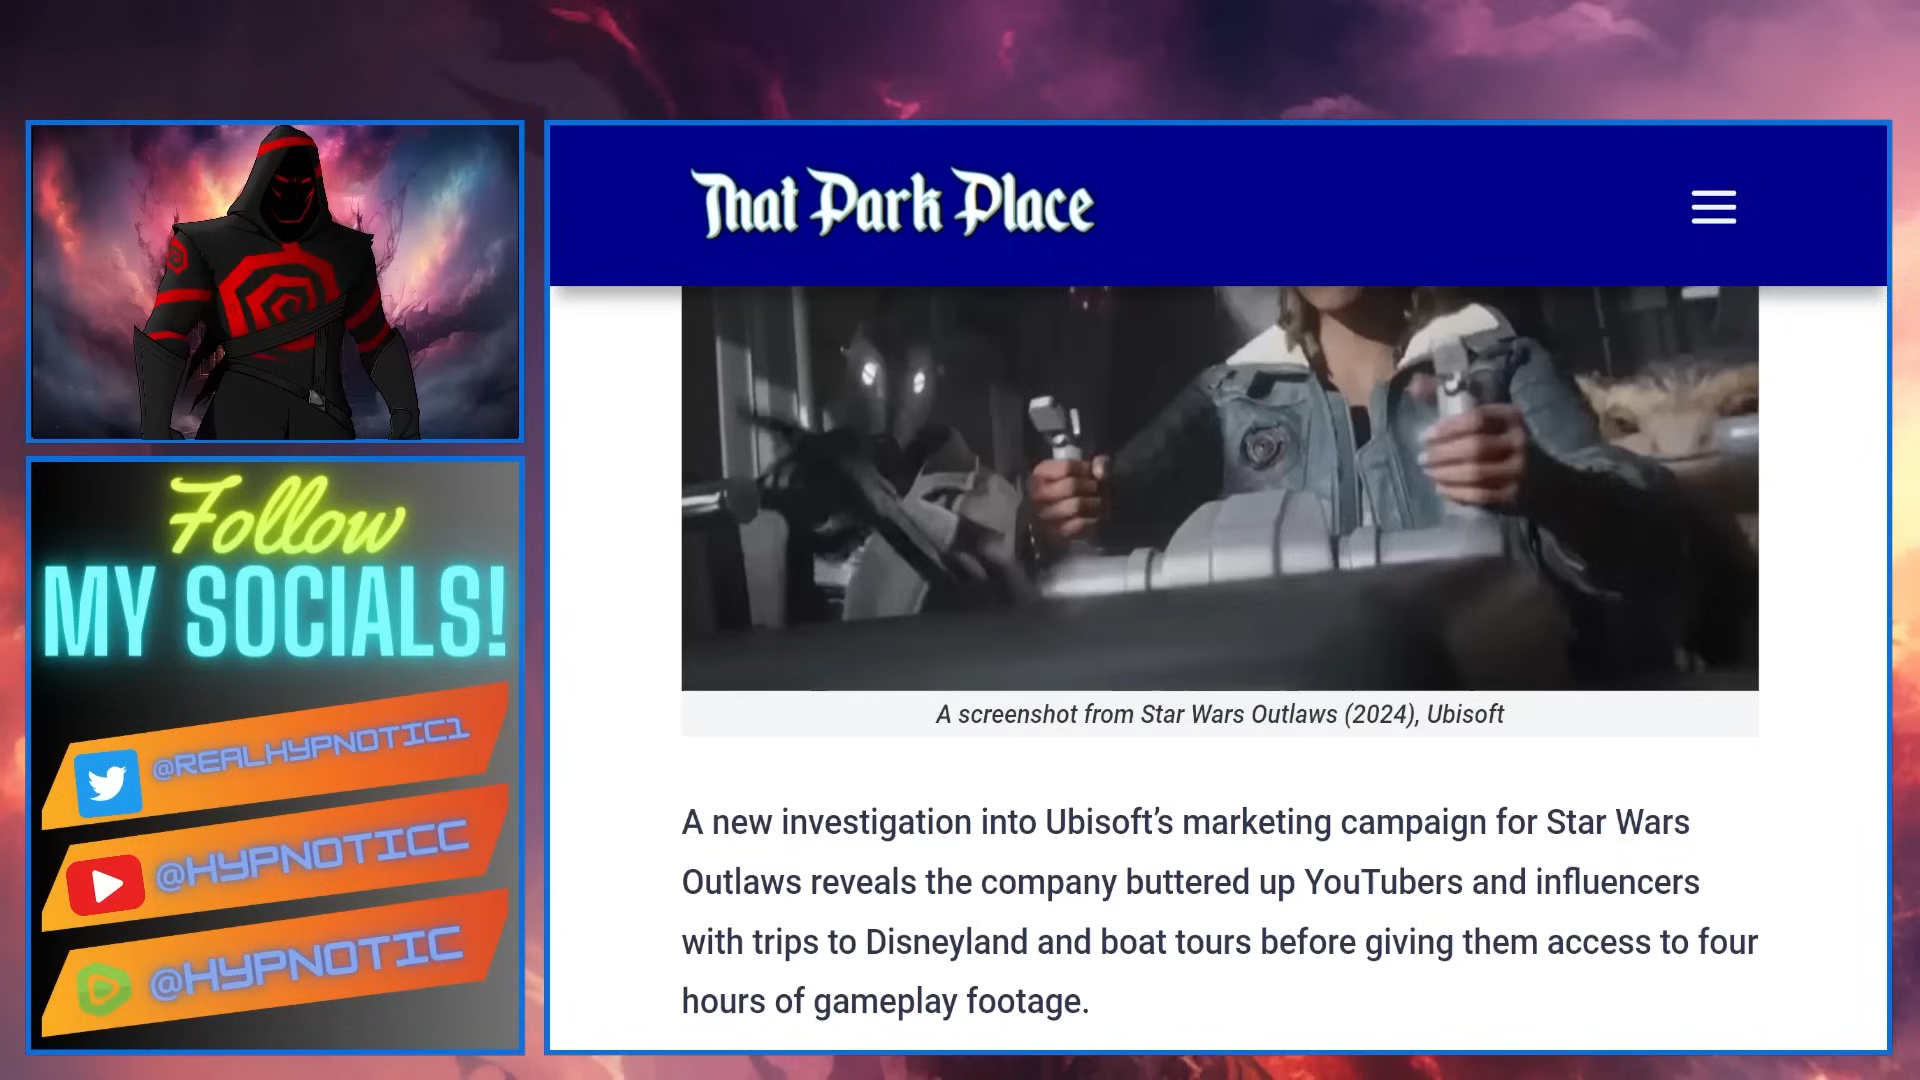 That Park Place
A screenshot from Star Wars Outlaws (2024), Ubisoft
A new investigation into Ubisoft’s marketing campaign for Star Wars
Outlaws reveals the company buttered up YouTubers and influencers
with trips to Disneyland and boat tours before giving them access to four
hours of gameplay footage.
Follow
MY SOCIALS!
@REALHYPNOTIC1
@HYPNOTICC
@HYPNOTIC